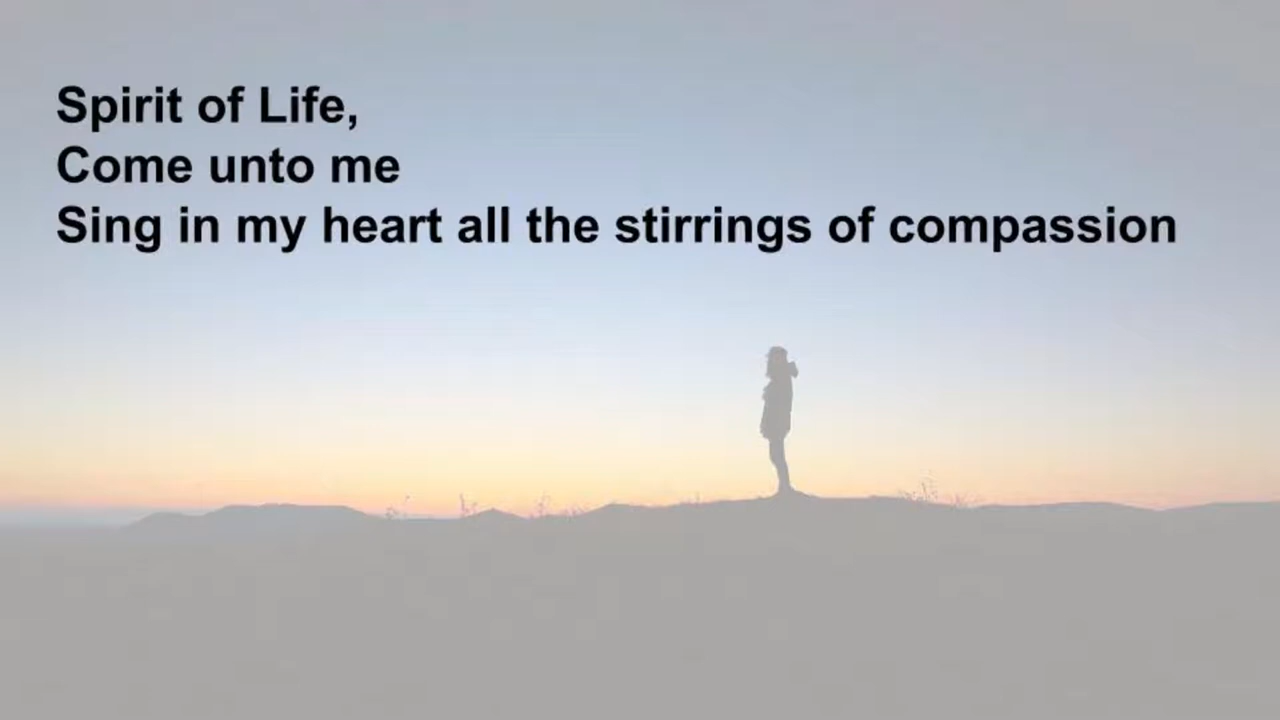 Spirit of Life,
Come unto me
Sing in my heart all the stirrings of compassion